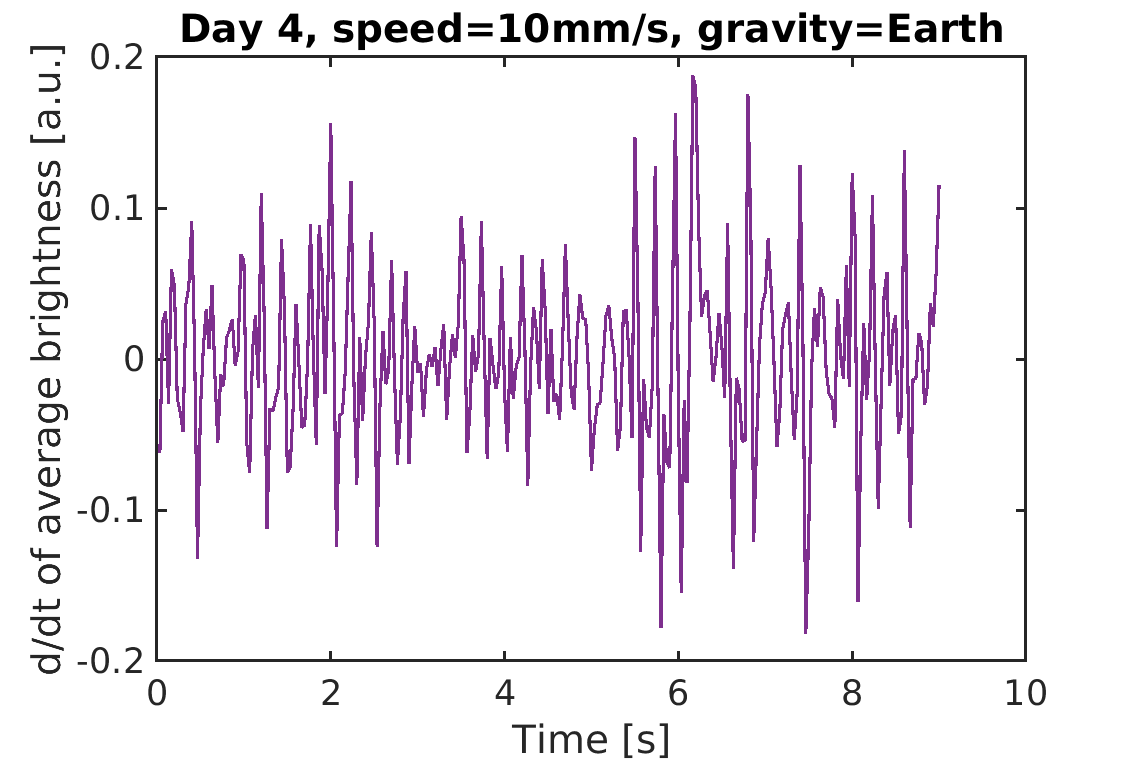 Day 4, speed=10mm/s, gravity=Earth
d/dt of average brightness [a.u.]
0.2
0.1
0
-0.1
-0.2
0 2 4 6 8 10
Time [s]